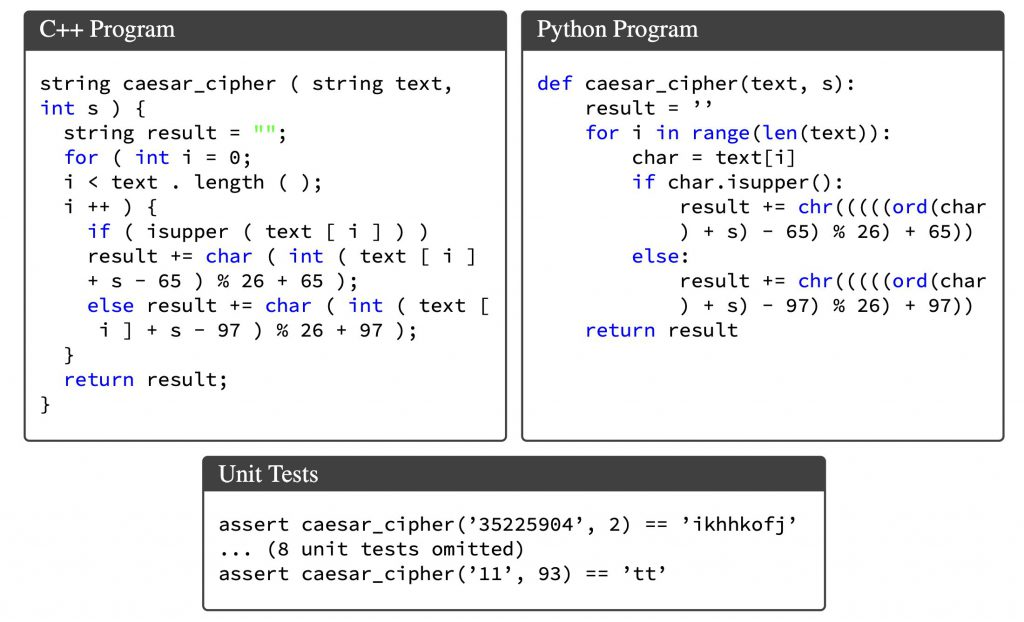 C++ Program
string caesar_cipher ( string text,
int s ) {
  string result = "";
  for ( int i = 0;
  i < text . length ( );
  i ++ ) {
    if ( isupper ( text [ i ] ) )
    result += char ( int ( text [ i ]
    + s - 65 ) % 26 + 65 );
    else result += char ( int ( text [
     i ] + s - 97 ) % 26 + 97 );
  }
  return result;
}
Python Program
def caesar_cipher(text, s):
    result = ’’
    for i in range(len(text)):
        char = text[i]
        if char.isupper():
            result += chr(((((ord(char
            ) + s) - 65) % 26) + 65))
        else:
            result += chr(((((ord(char
            ) + s) - 97) % 26) + 97))
    return result
Unit Tests
assert caesar_cipher(’35225904’, 2) == ’ikhhkofj’
... (8 unit tests omitted)
assert caesar_cipher(’11’, 93) == ’tt’